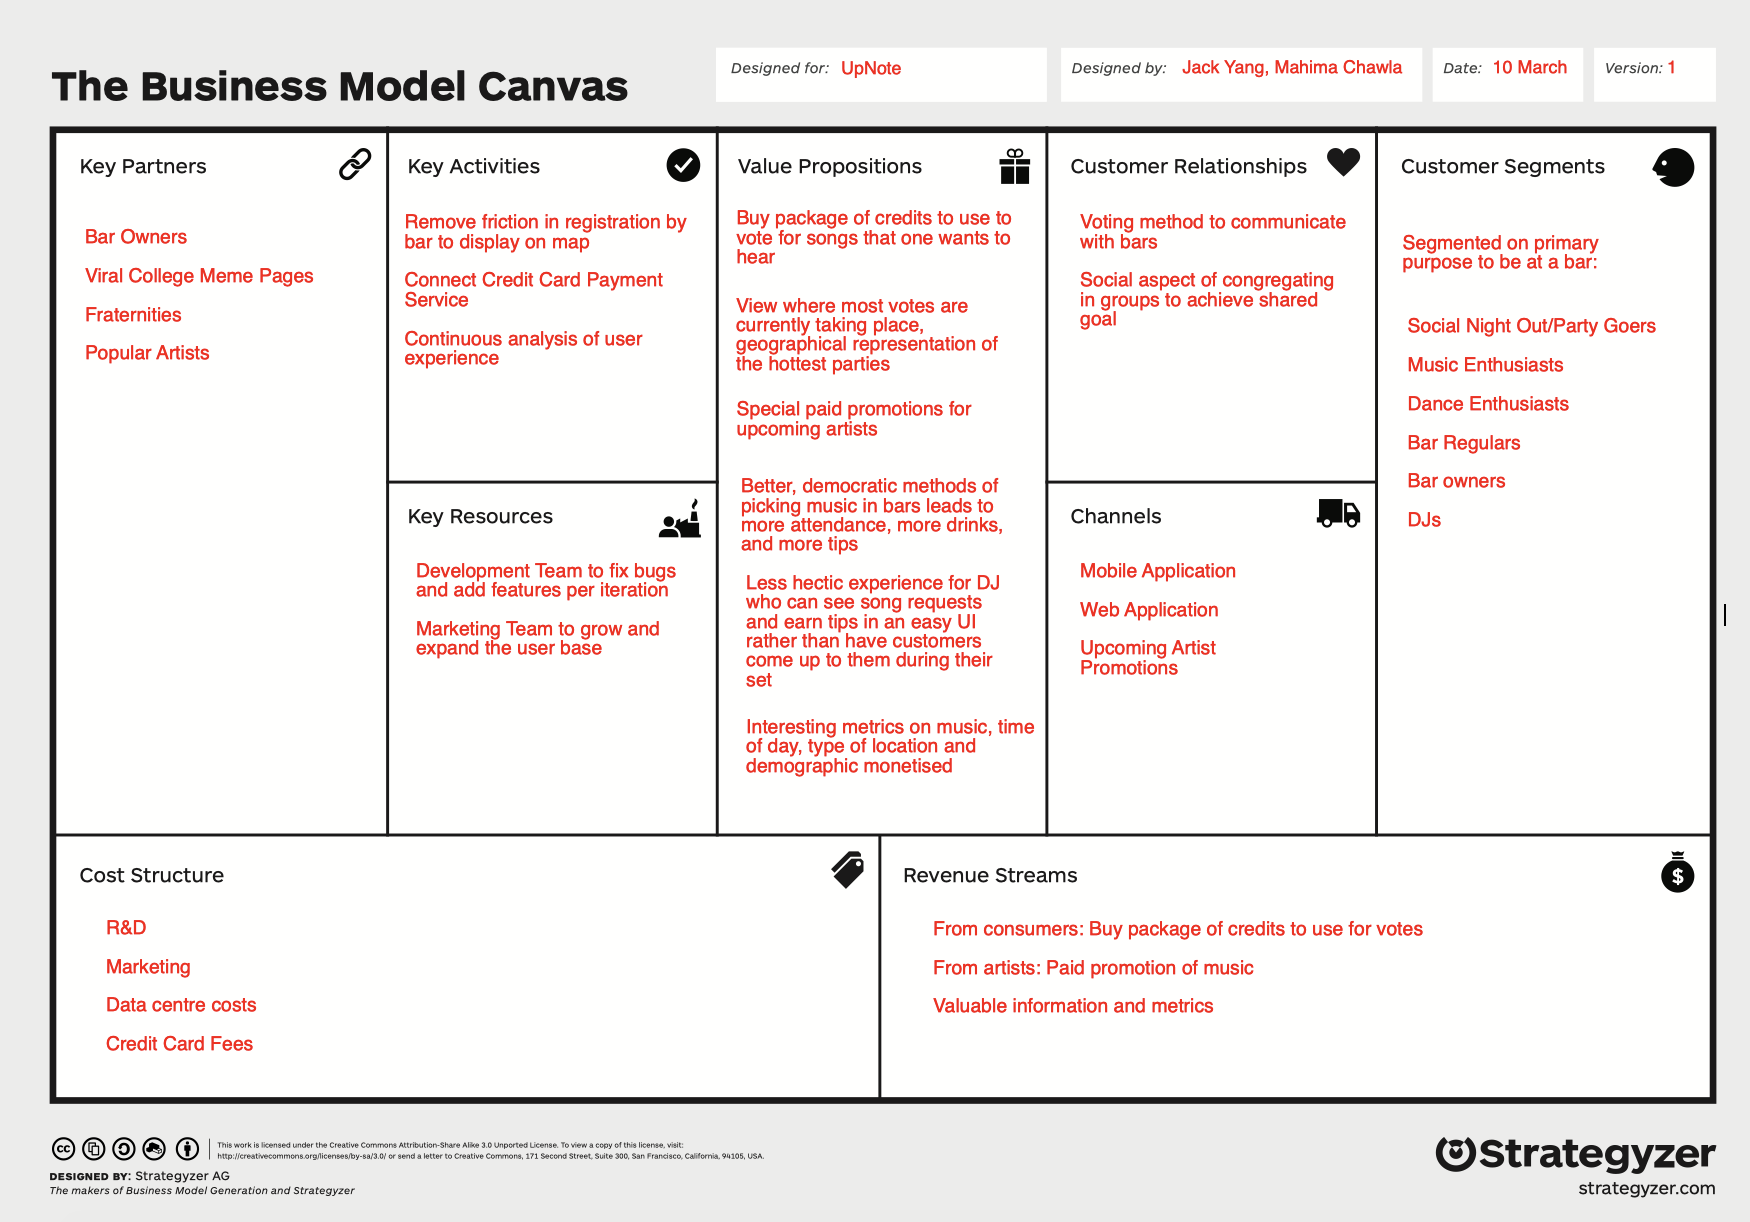 The Business Model Canvas
Designed for: UpNote
Designed by: Jack Yang, Mahima Chawla
Date: 10 March
Version: 1
Key Partners
Bar Owners
Viral College Meme Pages
Fraternities
Popular Artists
Key Activities
Remove friction in registration by
bar to display on map
Connect Credit Card Payment
Service
Continuous analysis of user
experience
Key Resources
Development Team to fix bugs
and add features per iteration
Marketing Team to grow and
expand the user base
Value Propositions
Buy package of credits to use to
vote for songs that one wants to
hear
View where most votes are
currently taking place,
geographical representation of
the hottest parties
Special paid promotions for
upcoming artists
Better, democratic methods of
picking music in bars leads to
more attendance, more drinks,
and more tips
Less hectic experience for DJ
who can see song requests
and earn tips in an easy UI
rather than have customers
come up to them during their
set
Interesting metrics on music, time
of day, type of location and
demographic monetised
Customer Relationships
Voting method to communicate
with bars
Social aspect of congregating
in groups to achieve shared
goal
Channels
Mobile Application
Web Application
Upcoming Artist
Promotions
Customer Segments
Segmented on primary
purpose to be at a bar:
Social Night Out/Party Goers
Music Enthusiasts
Dance Enthusiasts
Bar Regulars
Bar owners
DJs
Cost Structure
R&D
Marketing
Data centre costs
Credit Card Fees
Revenue Streams
$
From consumers: Buy package of credits to use for votes
From artists: Paid promotion of music
Valuable information and metrics
cc
This work is licensed under the Creative Commons Attribution-Share Alike 3.0 Unported License. To view a copy of this license, visit:
http://creativecommons.org/licenses/by-sa/3.0/ or send a letter to Creative Commons, 171 Second Street, Suite 300, San Francisco, California, 94105, USA.
DESIGNED BY: Strategyzer AG
The makers of Business Model Generation and Strategyzer
Strategyzer
strategyzer.com